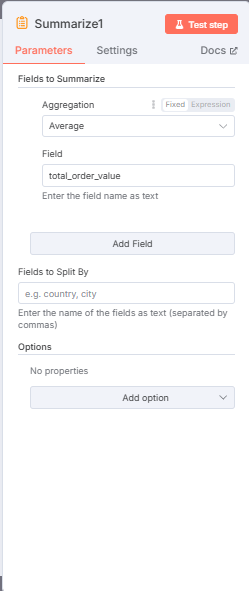 Summarize1
Test step
Parameters
Settings
Docs
Fields to Summarize
Aggregation
Fixed
Expression
Average
Field
total_order_value
Enter the field name as text
Add Field
Fields to Split By
e.g. country, city
Enter the name of the fields as text (separated by
commas)
Options
No properties
Add option